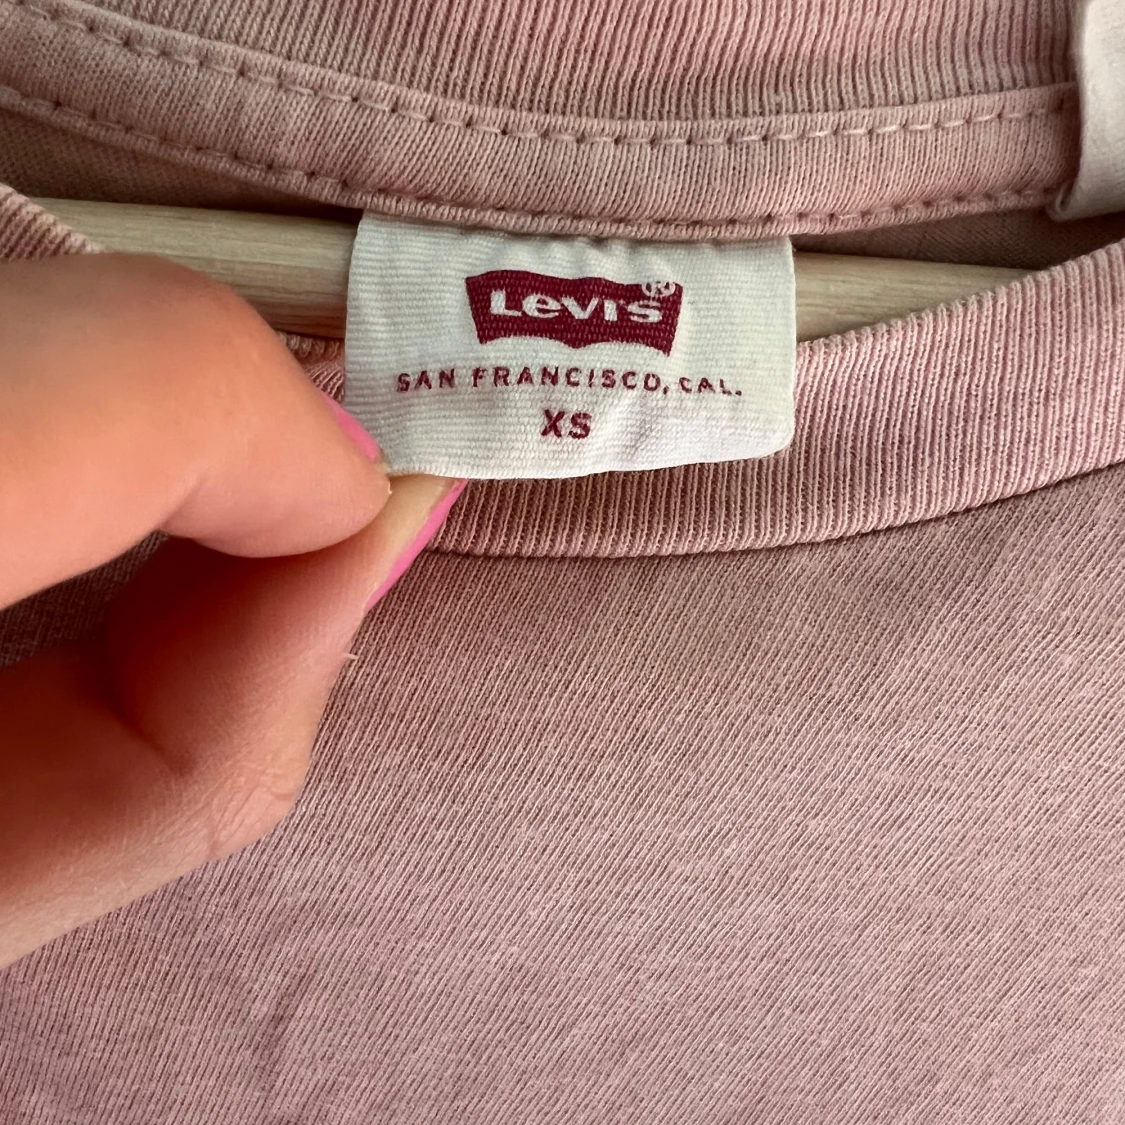 Levi's®
SAN FRANCISCO, CAL.
XS